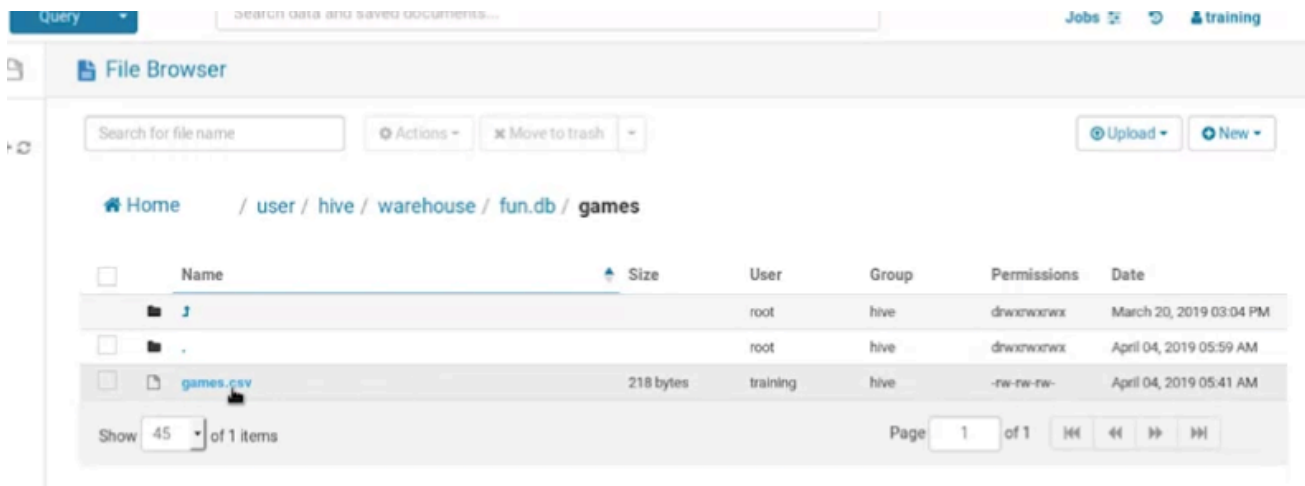 Query Search data and saved documents... Jobs training
File Browser
Search for file name Actions Move to trash Upload New
Home / user / hive / warehouse / fun.db / games
Name Size User Group Permissions Date
root hive drwxrwxrwx March 20, 2019 03:04 PM
. root hive drwxrwxrwx April 04, 2019 05:59 AM
games.csv 218 bytes training hive -rw-rw-rw- April 04, 2019 05:41 AM
Show 45 of 1 items Page 1 of 1